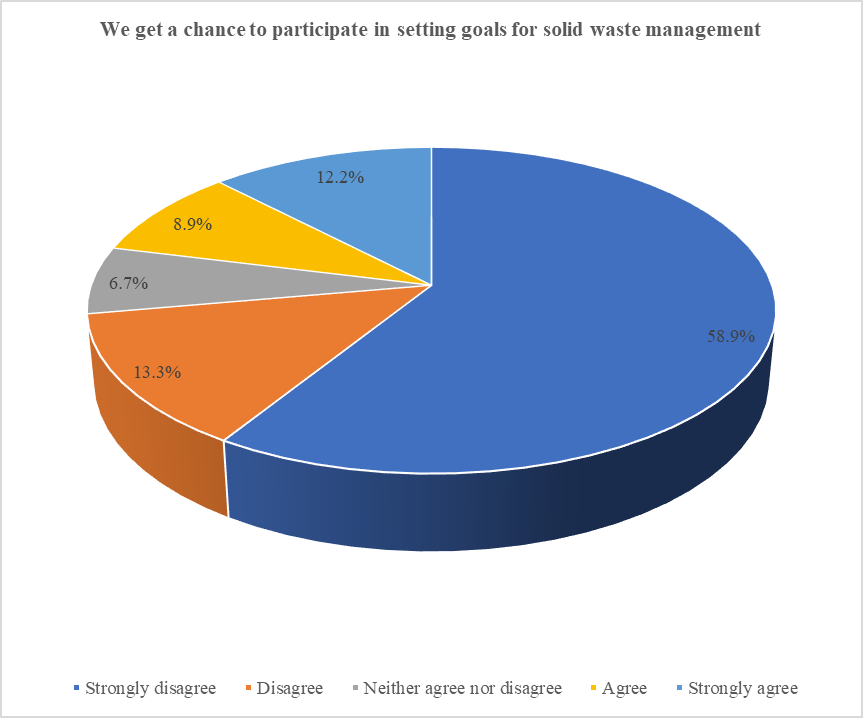 We get a chance to participate in setting goals for solid waste management
12.2%
8.9%
6.7%
58.9%
13.3%
Strongly disagree Disagree Neither agree nor disagree Agree Strongly agree